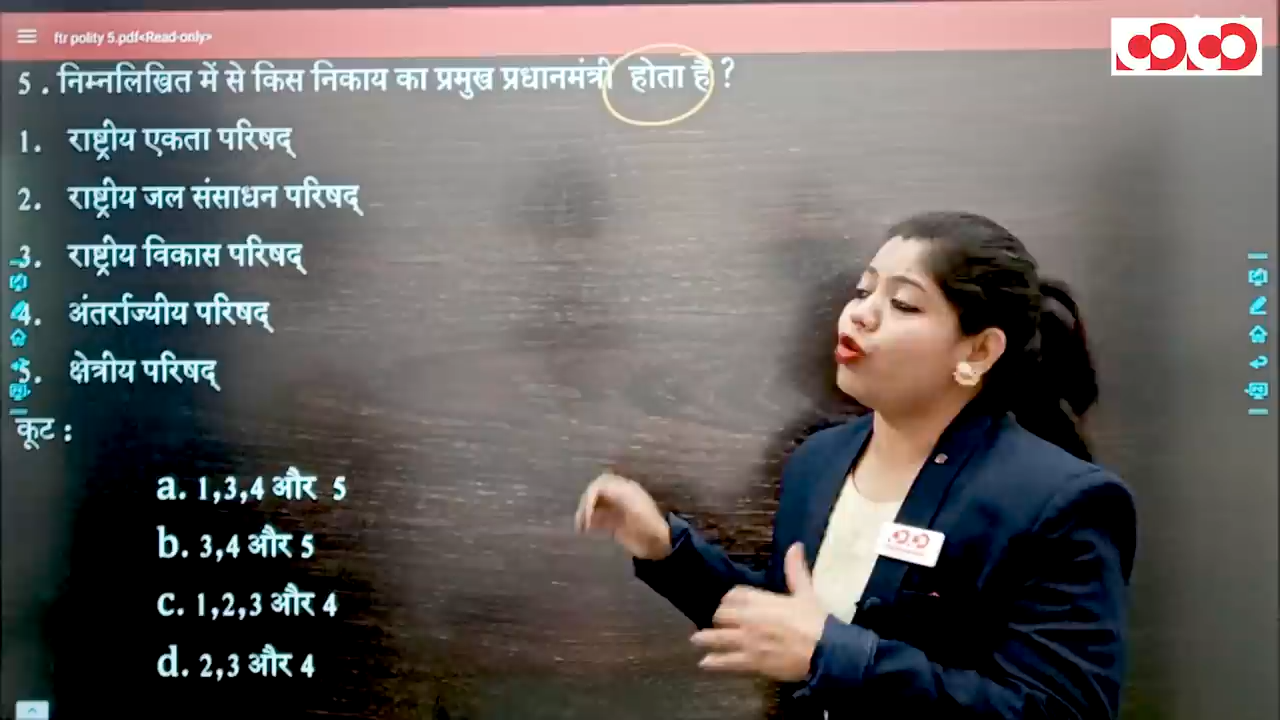 ftr polity 5.pdf<Read-only>
5 . निम्नलिखित में से किस निकाय का प्रमुख प्रधानमंत्री होता है ?
1. राष्ट्रीय एकता परिषद्
2. राष्ट्रीय जल संसाधन परिषद्
3. राष्ट्रीय विकास परिषद्
4. अंतर्राज्यीय परिषद्
5. क्षेत्रीय परिषद्
कूट :
a. 1,3,4 और 5
b. 3,4 और 5
c. 1,2,3 और 4
d. 2,3 और 4